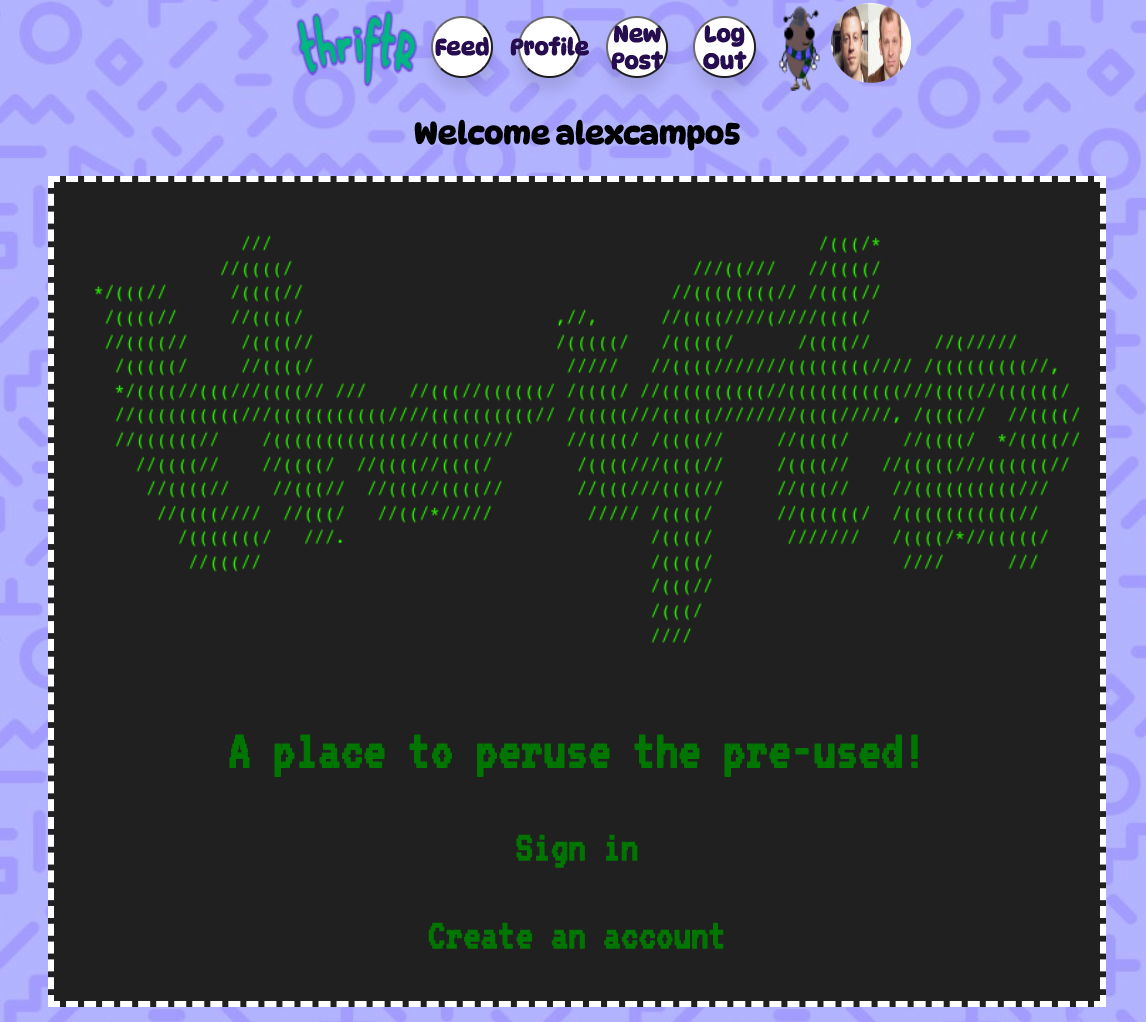 thriftR
Feed
Profile
New
Post
Log
Out
Welcome alexcampo5
thriftR
A place to peruse the pre-used!
Sign in
Create an account